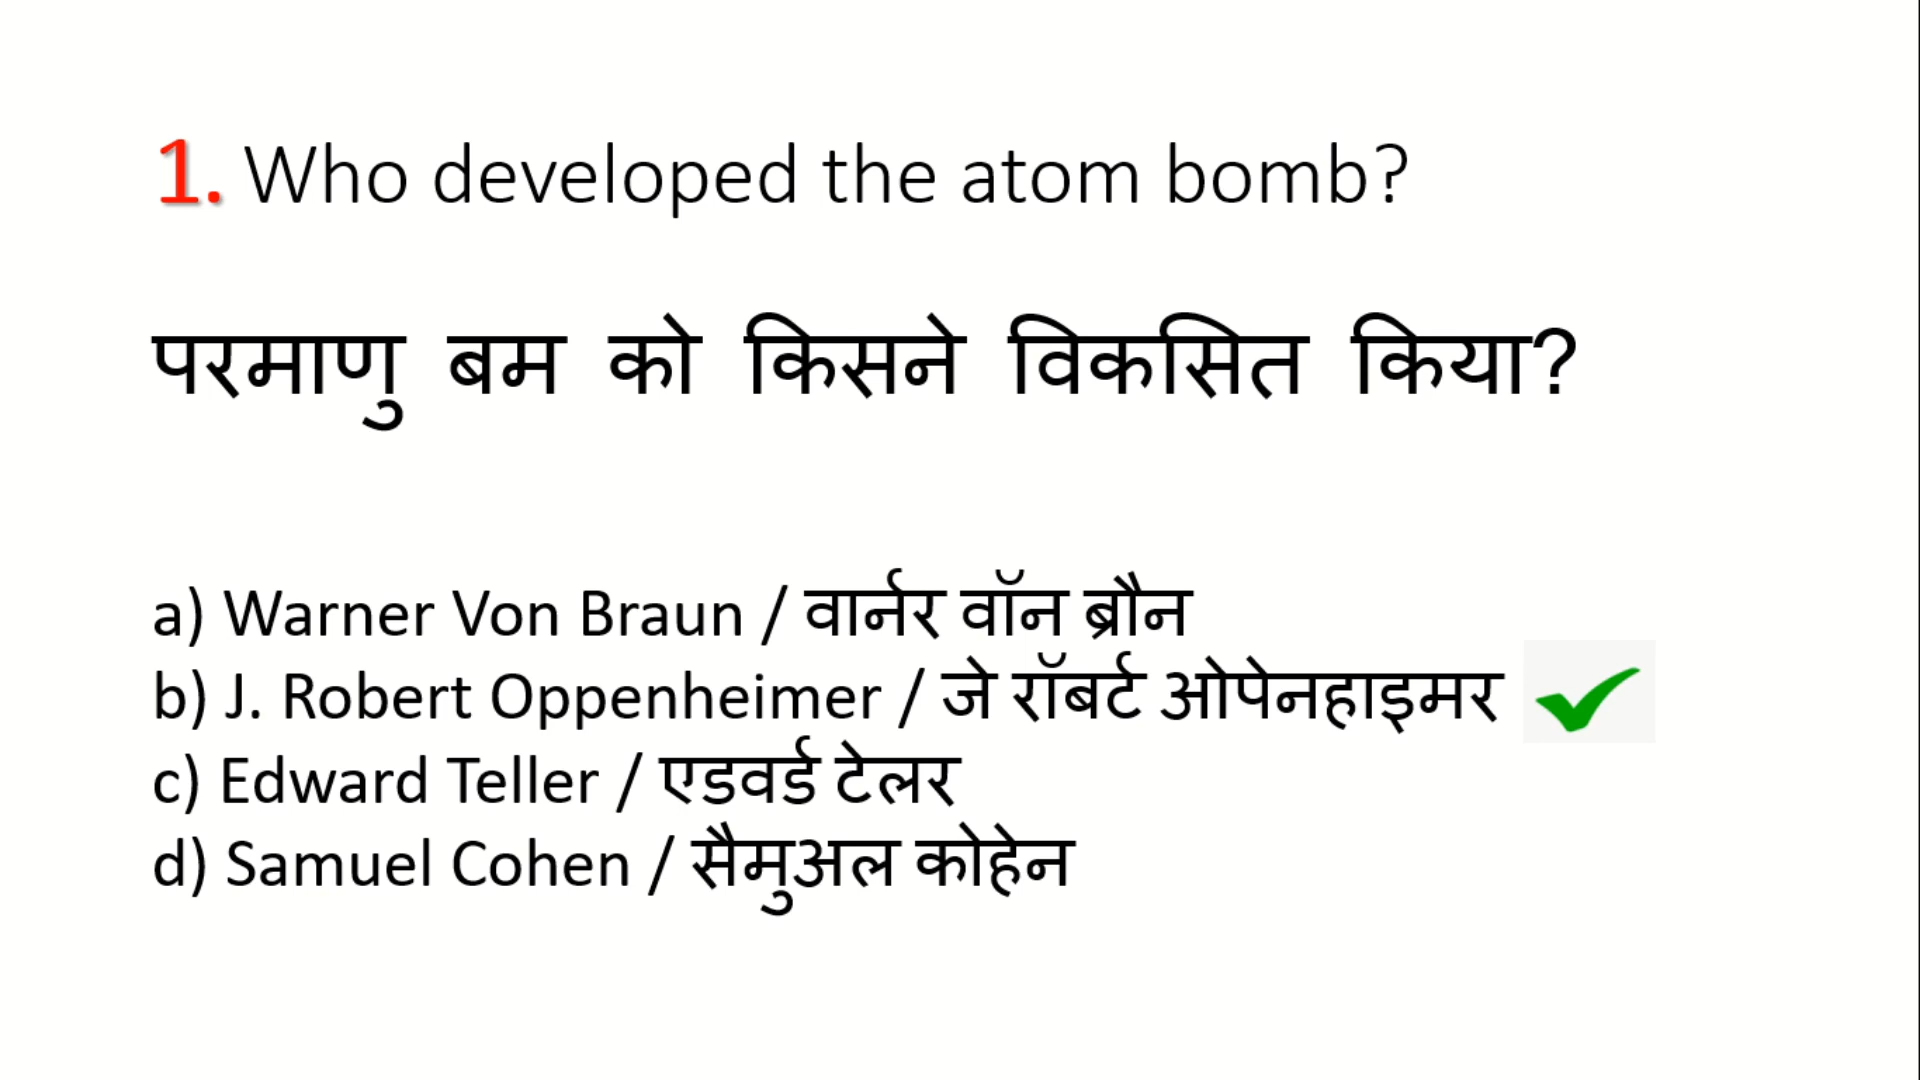 1. Who developed the atom bomb?
परमाणु बम को किसने विकसित किया?
a) Warner Von Braun / वार्नर वॉन ब्रौन
b) J. Robert Oppenheimer / जे रॉबर्ट ओपेनहाइमर
c) Edward Teller / एडवर्ड टेलर
d) Samuel Cohen / सैमुअल कोहेन